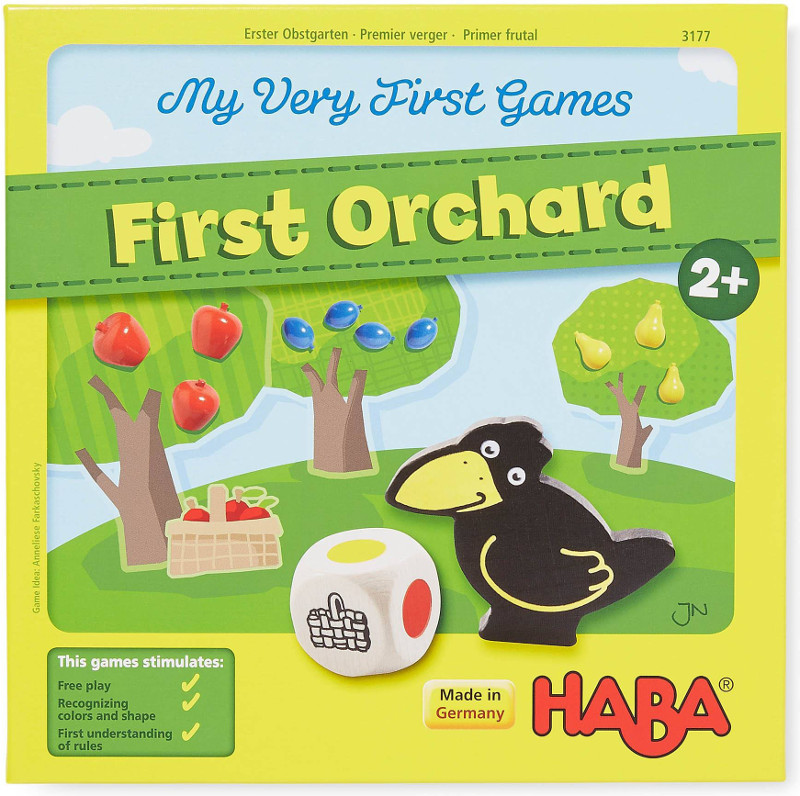 Erster Obstgarten · Premier verger · Primer frutal
3177
My Very First Games
First Orchard
2+
Game Idea: Anneliese Farkaschovsky
JN
This games stimulates:
Free play
Recognizing
colors and shape
First understanding
of rules
Made in
Germany
HABA®